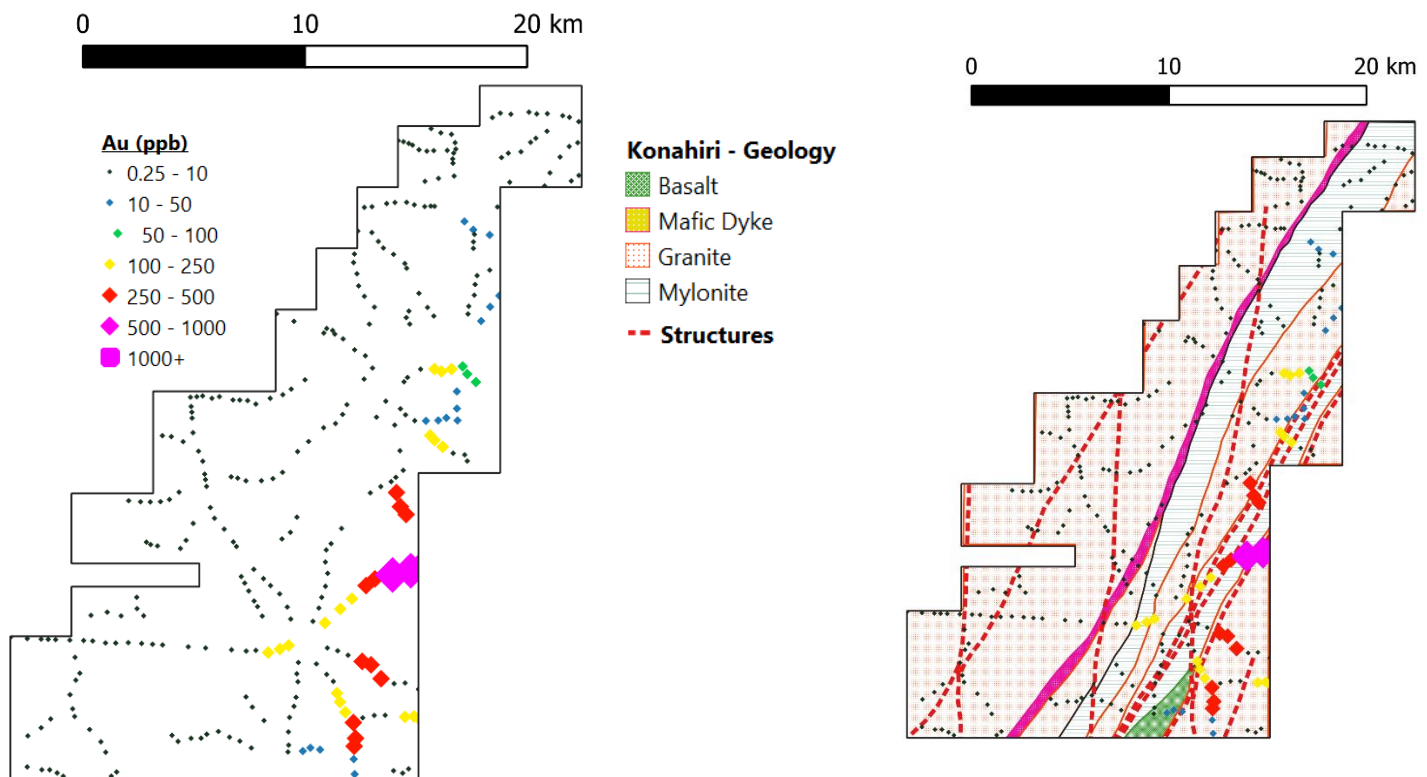 0 10 20 km
Au (ppb)
0.25 - 10
10 - 50
50 - 100
100 - 250
250 - 500
500 - 1000
1000+
Konahiri - Geology
Basalt
Mafic Dyke
Granite
Mylonite
Structures
0 10 20 km